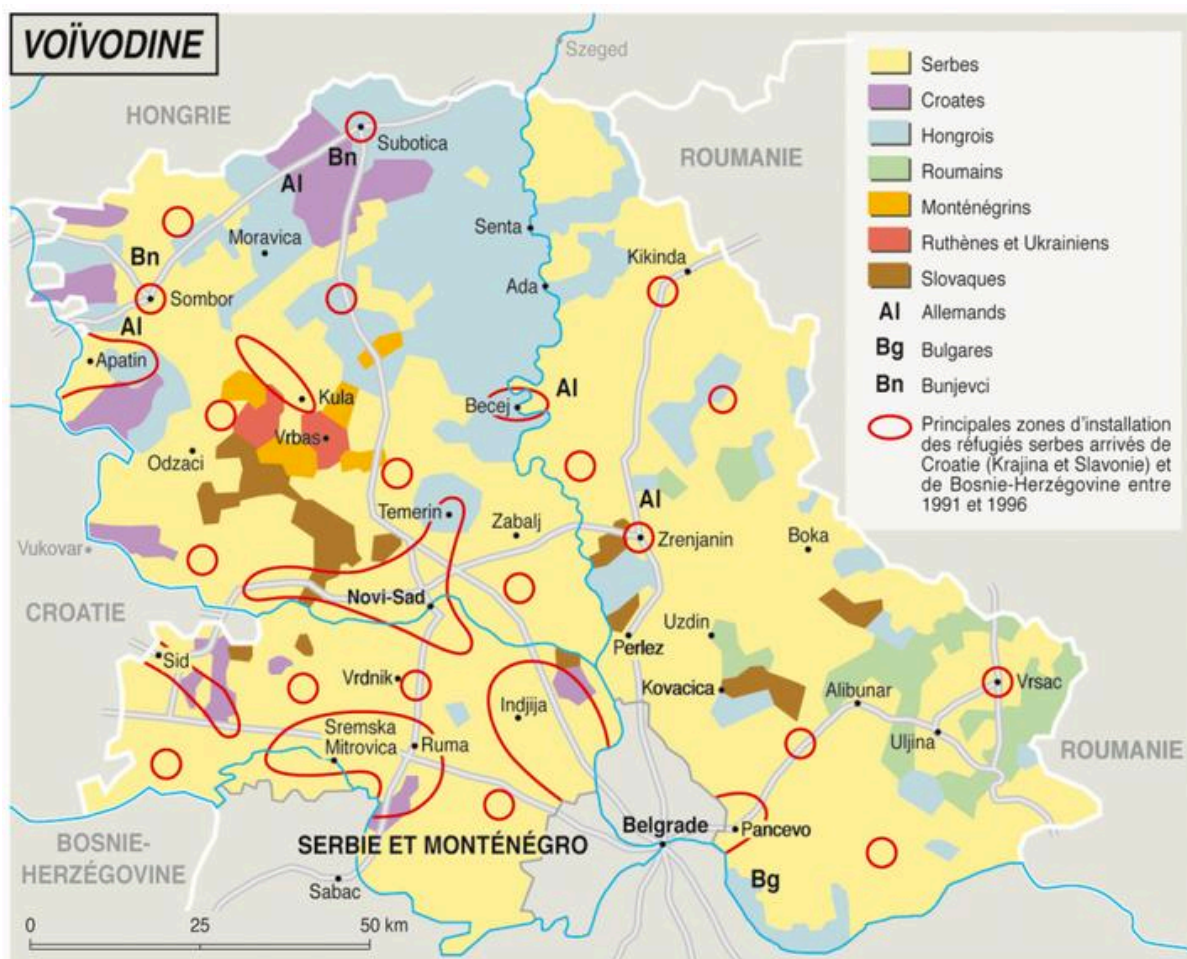 VOÏVODINE
Szeged
HONGRIE
Subotica
Bn
Al
ROUMANIE
Senta
Moravica
Bn
Kikinda
Ada
Sombor
Al
Apatin
Kula
Becej
Al
Vrbas
Odzaci
Temerin
Zabalj
Al
Zrenjanin
Boka
Vukovar
CROATIE
Novi-Sad
Uzdin
Perlez
Sid
Vrdnik
Indjija
Kovacica
Alibunar
Vrsac
Uljina
Sremska
Mitrovica
Ruma
ROUMANIE
Belgrade
Pancevo
BOSNIE-
HERZÉGOVINE
SERBIE ET MONTÉNÉGRO
Sabac
Bg
0 25 50 km
Serbes
Croates
Hongrois
Roumains
Monténégrins
Ruthènes et Ukrainiens
Slovaques
Al Allemands
Bg Bulgares
Bn Bunjevci
Principales zones d'installation
des réfugiés serbes arrivés de
Croatie (Krajina et Slavonie) et
de Bosnie-Herzégovine entre
1991 et 1996